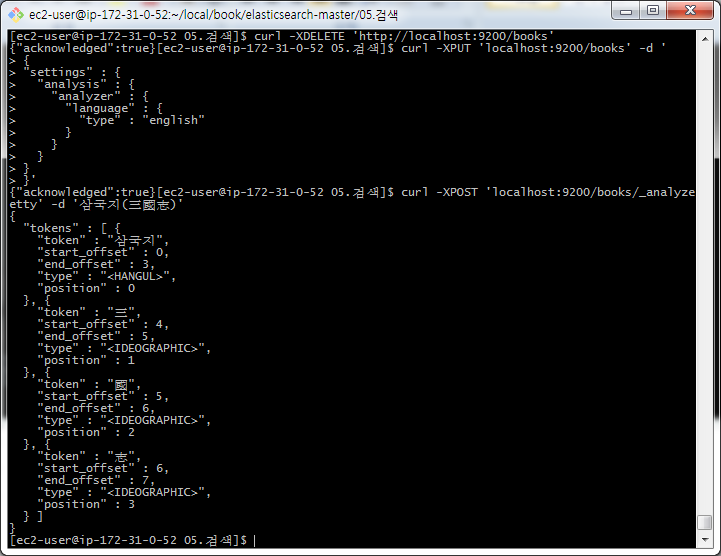 ec2-user@ip-172-31-0-52:~/local/book/elasticsearch-master/05.검색
[ec2-user@ip-172-31-0-52 05.검색]$ curl -XDELETE 'http://localhost:9200/books'
{"acknowledged":true}[ec2-user@ip-172-31-0-52 05.검색]$ curl -XPUT 'localhost:9200/books' -d '
> {
> "settings" : {
>   "analysis" : {
>     "analyzer" : {
>       "language" : {
>         "type" : "english"
>       }
>     }
>   }
> }
> }'
{"acknowledged":true}[ec2-user@ip-172-31-0-52 05.검색]$ curl -XPOST 'localhost:9200/books/_analyze
etty' -d '삼국지(三國志)'
{
  "tokens" : [ {
    "token" : "삼국지",
    "start_offset" : 0,
    "end_offset" : 3,
    "type" : "<HANGUL>",
    "position" : 0
  }, {
    "token" : "三",
    "start_offset" : 4,
    "end_offset" : 5,
    "type" : "<IDEOGRAPHIC>",
    "position" : 1
  }, {
    "token" : "國",
    "start_offset" : 5,
    "end_offset" : 6,
    "type" : "<IDEOGRAPHIC>",
    "position" : 2
  }, {
    "token" : "志",
    "start_offset" : 6,
    "end_offset" : 7,
    "type" : "<IDEOGRAPHIC>",
    "position" : 3
  } ]
}
[ec2-user@ip-172-31-0-52 05.검색]$